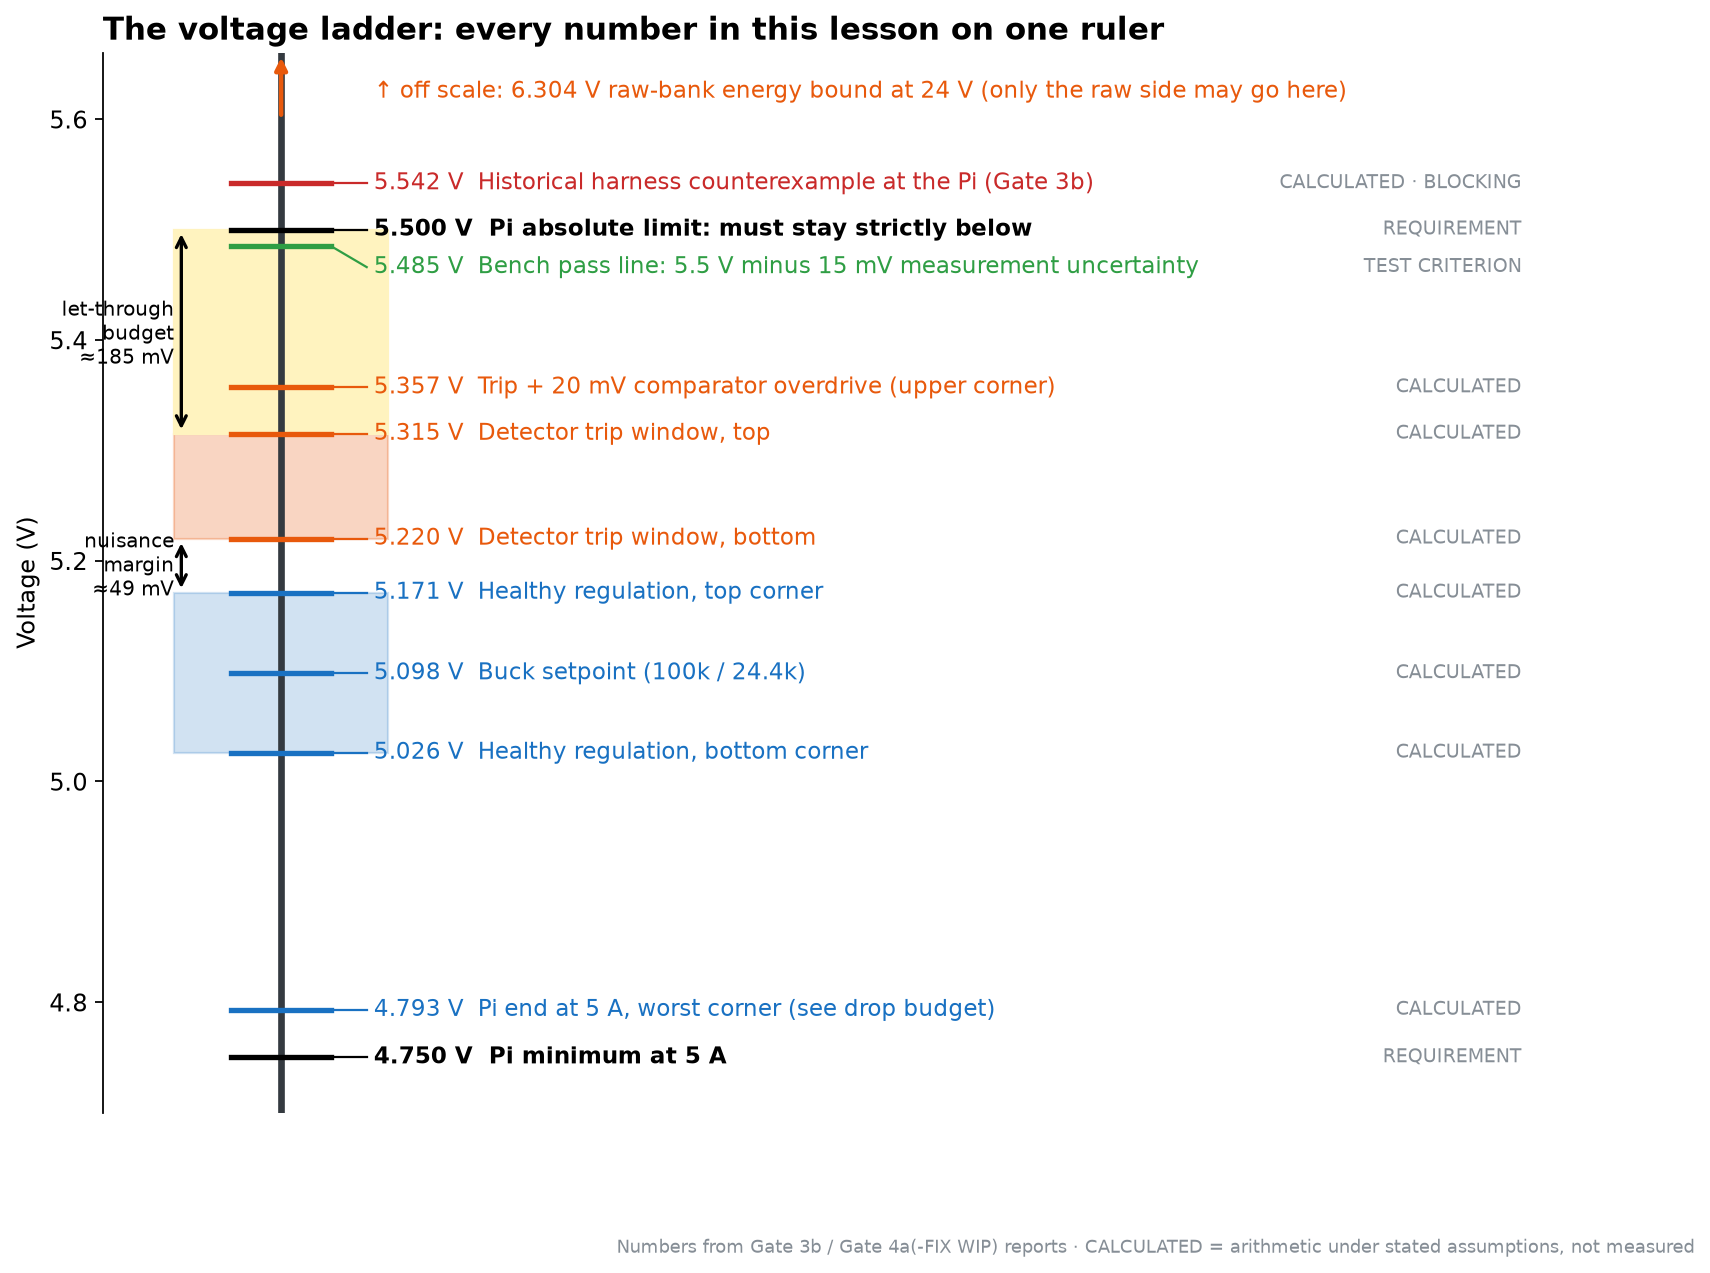 The voltage ladder: every number in this lesson on one ruler
↑ off scale: 6.304 V raw-bank energy bound at 24 V (only the raw side may go here)
5.6
5.542 V  Historical harness counterexample at the Pi (Gate 3b)
CALCULATED · BLOCKING
5.500 V  Pi absolute limit: must stay strictly below
REQUIREMENT
5.485 V  Bench pass line: 5.5 V minus 15 mV measurement uncertainty
TEST CRITERION
let-through
budget
≈185 mV
5.4
5.357 V  Trip + 20 mV comparator overdrive (upper corner)
CALCULATED
5.315 V  Detector trip window, top
CALCULATED
5.220 V  Detector trip window, bottom
CALCULATED
nuisance
margin
≈49 mV
5.2
5.171 V  Healthy regulation, top corner
CALCULATED
Voltage (V)
5.098 V  Buck setpoint (100k / 24.4k)
CALCULATED
5.026 V  Healthy regulation, bottom corner
CALCULATED
5.0
4.8
4.793 V  Pi end at 5 A, worst corner (see drop budget)
CALCULATED
4.750 V  Pi minimum at 5 A
REQUIREMENT
Numbers from Gate 3b / Gate 4a(-FIX WIP) reports · CALCULATED = arithmetic under stated assumptions, not measured